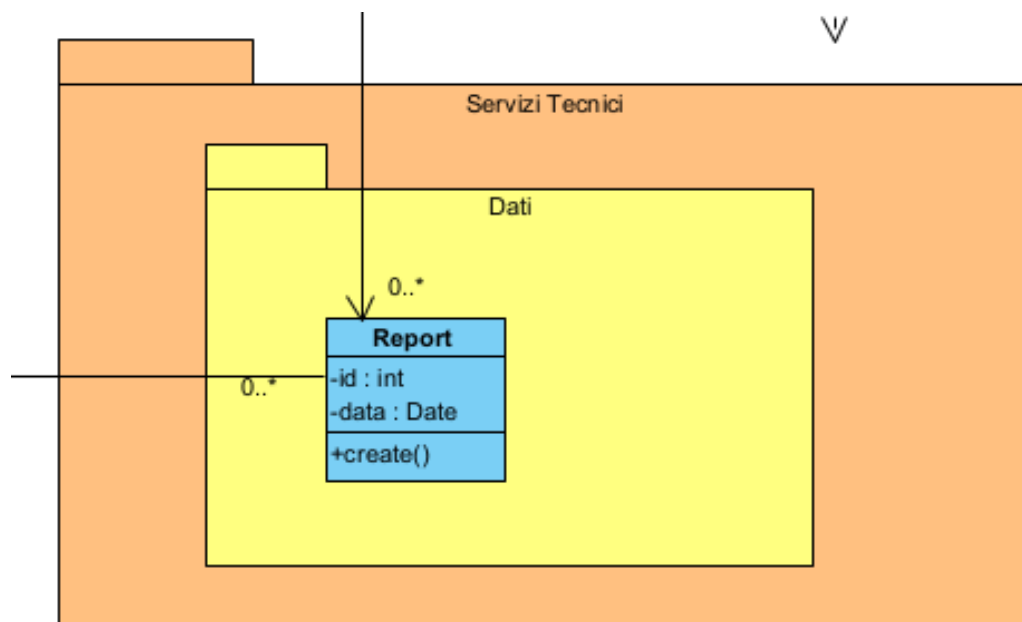 Servizi Tecnici
Dati
0..*
Report
0..*
-id : int
-data : Date
+create()